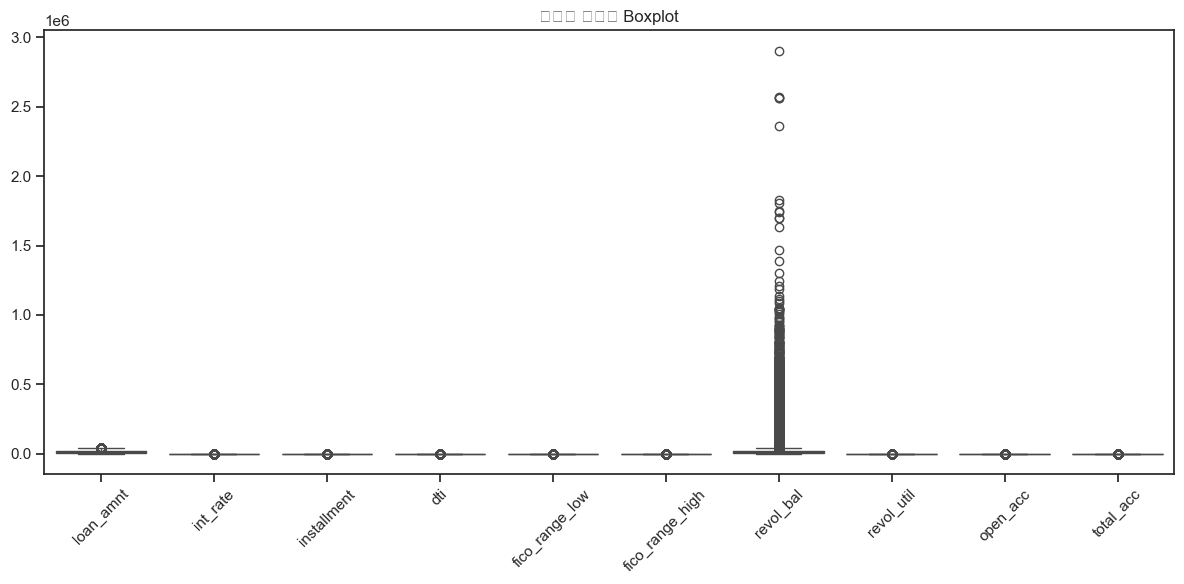 Boxplot
1e6
3.0
2.5
2.0
1.5
1.0
0.5
0.0
loan_amnt
int_rate
installment
dti
fico_range_low
fico_range_high
revol_bal
revol_util
open_acc
total_acc